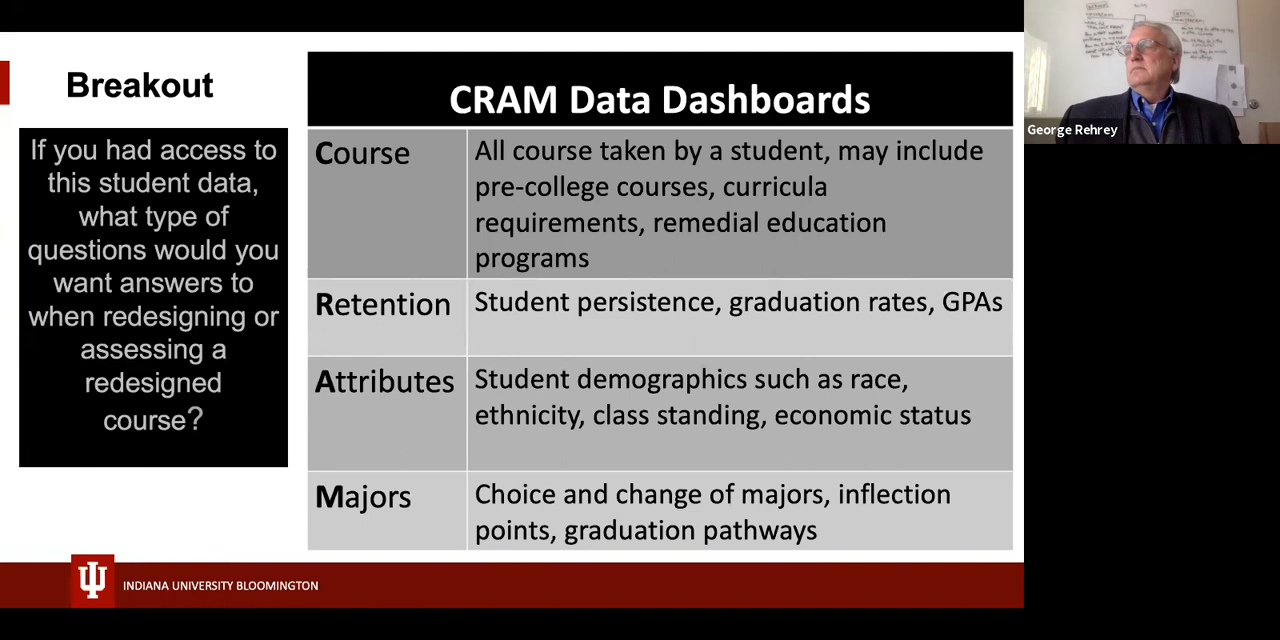 Breakout
If you had access to
this student data,
what type of
questions would you
want answers to
when redesigning or
assessing a
redesigned
course?
CRAM Data Dashboards
Course
All course taken by a student, may include
pre-college courses, curricula
requirements, remedial education
programs
Retention
Student persistence, graduation rates, GPAs
Attributes
Student demographics such as race,
ethnicity, class standing, economic status
Majors
Choice and change of majors, inflection
points, graduation pathways
INDIANA UNIVERSITY BLOOMINGTON
George Rehrey